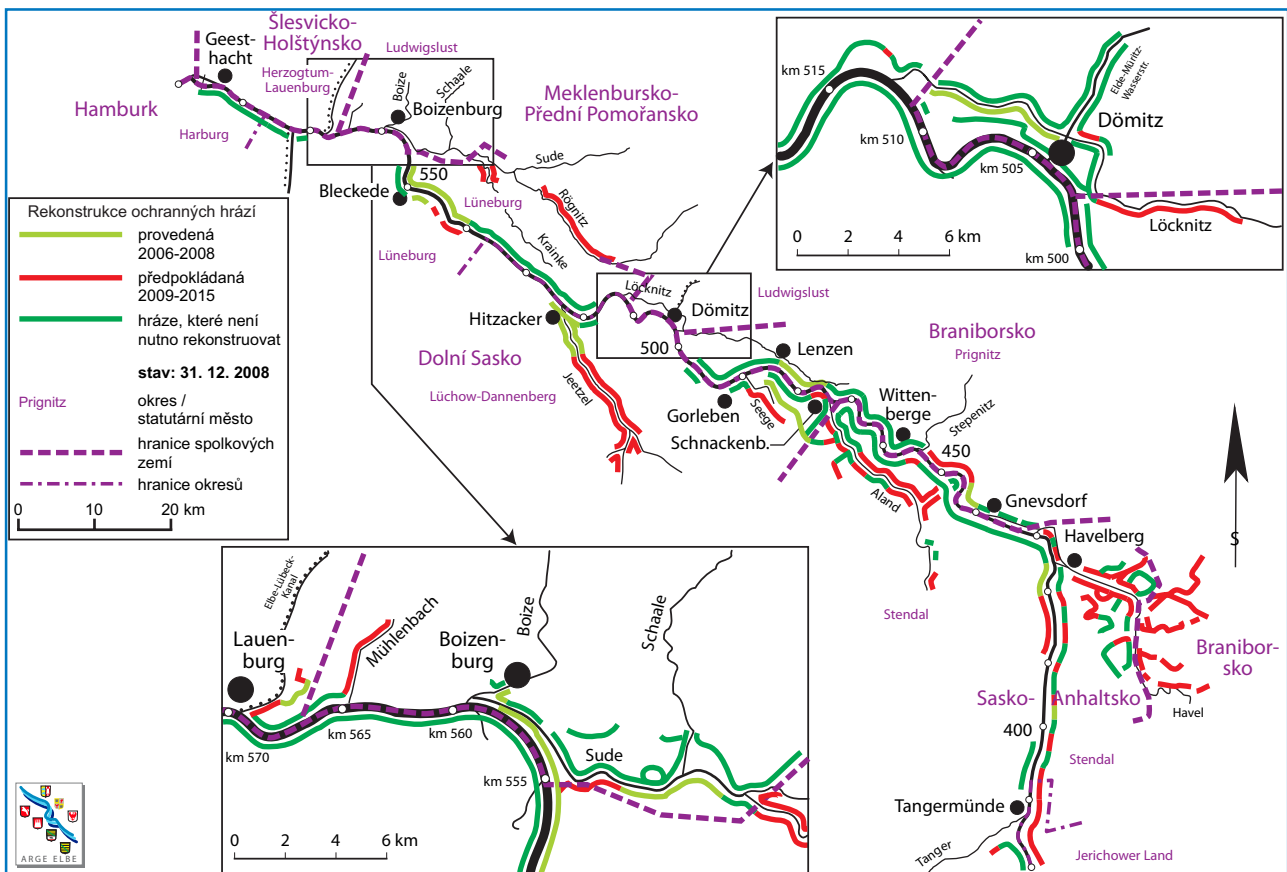 Šlesvicko-
Holštýnsko
Geest-
hacht
Ludwigslust
Herzogtum-
Lauenburg
Boize
Schaale
Boizenburg
Hamburk
Harburg
Meklenbursko-
Přední Pomořansko
Sude
550
Bleckede
Lüneburg
Rögnitz
Krainke
Lüneburg
Löcknitz
Dömitz
Ludwigslust
Hitzacker
500
Dolní Sasko
Lüchow-Dannenberg
Jeetzel
Lenzen
Braniborsko
Prignitz
Gorleben
Seege
Schnackenb.
Witten-
berge
Stepenitz
450
Aland
Gnevsdorf
Havelberg
Stendal
Branibor-
sko
Havel
Sasko-Anhaltsko
400
Stendal
Tangermünde
Tanger
Jerichower Land
S
Rekonstrukce ochranných hrází
provedená
2006-2008
předpokládaná
2009-2015
hráze, které není
nutno rekonstruovat
stav: 31. 12. 2008
Prignitz
okres /
statutární město
hranice spolkových
zemí
hranice okresů
0 10 20 km
km 515
km 510
km 505
km 500
Elde-Müritz-
Wasserstr.
Dömitz
Löcknitz
0 2 4 6 km
Elbe-Lübeck-
Kanal
Lauen-
burg
Mühlenbach
Boizen-
burg
Boize
Schaale
km 570
km 565
km 560
km 555
Sude
0 2 4 6 km
ARGE ELBE